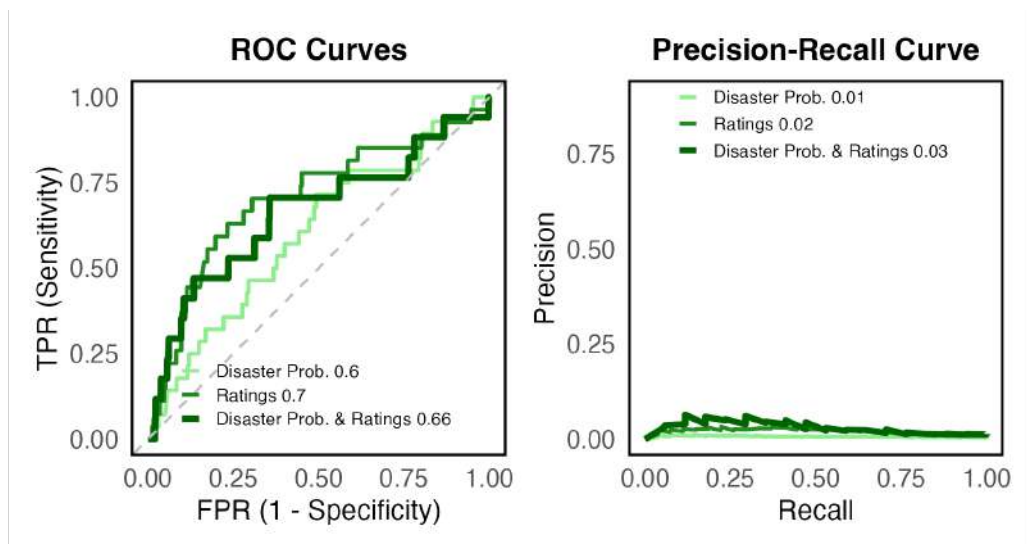 ROC Curves
TPR (Sensitivity)
1.00
0.75
0.50
0.25
0.00
Disaster Prob. 0.6
Ratings 0.7
Disaster Prob. & Ratings 0.66
0.00 0.25 0.50 0.75 1.00
FPR (1 - Specificity)
Precision-Recall Curve
Precision
Disaster Prob. 0.01
Ratings 0.02
Disaster Prob. & Ratings 0.03
0.75
0.50
0.25
0.00
0.00 0.25 0.50 0.75 1.00
Recall